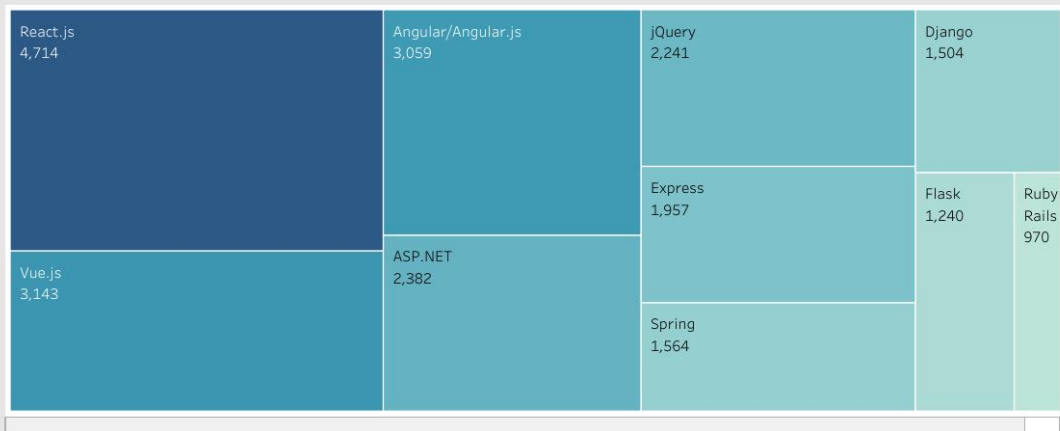 React.js
4,714
Vue.js
3,143
Angular/Angular.js
3,059
ASP.NET
2,382
jQuery
2,241
Express
1,957
Spring
1,564
Django
1,504
Flask
1,240
Ruby
Rails
970